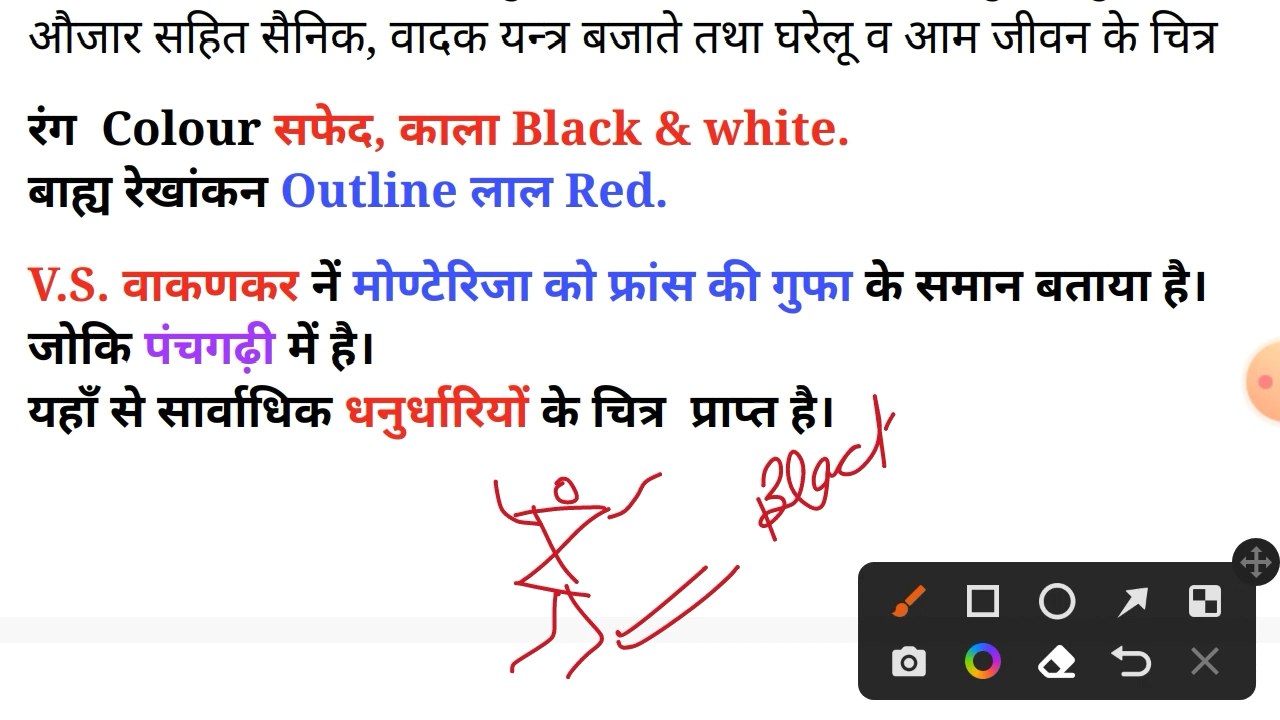 औजार सहित सैनिक, वादक यन्त्र बजाते तथा घरेलू व आम जीवन के चित्र
रंग Colour सफेद, काला Black & white.
बाह्य रेखांकन Outline लाल Red.
V.S. वाकणकर नें मोण्टेरिजा को फ्रांस की गुफा के समान बताया है।
जोकि पंचगढ़ी में है।
यहाँ से सार्वाधिक धनुर्धारियों के चित्र प्राप्त है।
Black